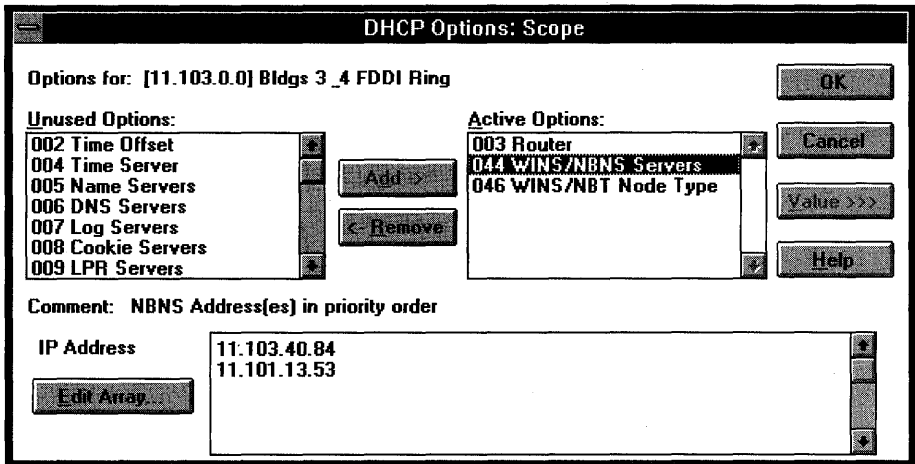 DHCP Options: Scope
Options for: [11.103.0.0] Bldgs 3_4 FDDI Ring
OK
Unused Options:
002 Time Offset
004 Time Server
005 Name Servers
006 DNS Servers
007 Log Servers
008 Cookie Servers
009 LPR Servers
Add ->
<- Remove
Active Options:
003 Router
044 WINS/NBNS Servers
046 WINS/NBT Node Type
Cancel
Value >>>
Help
Comment: NBNS Address(es) in priority order
IP Address
Edit Array...
11.103.40.84
11.101.13.53